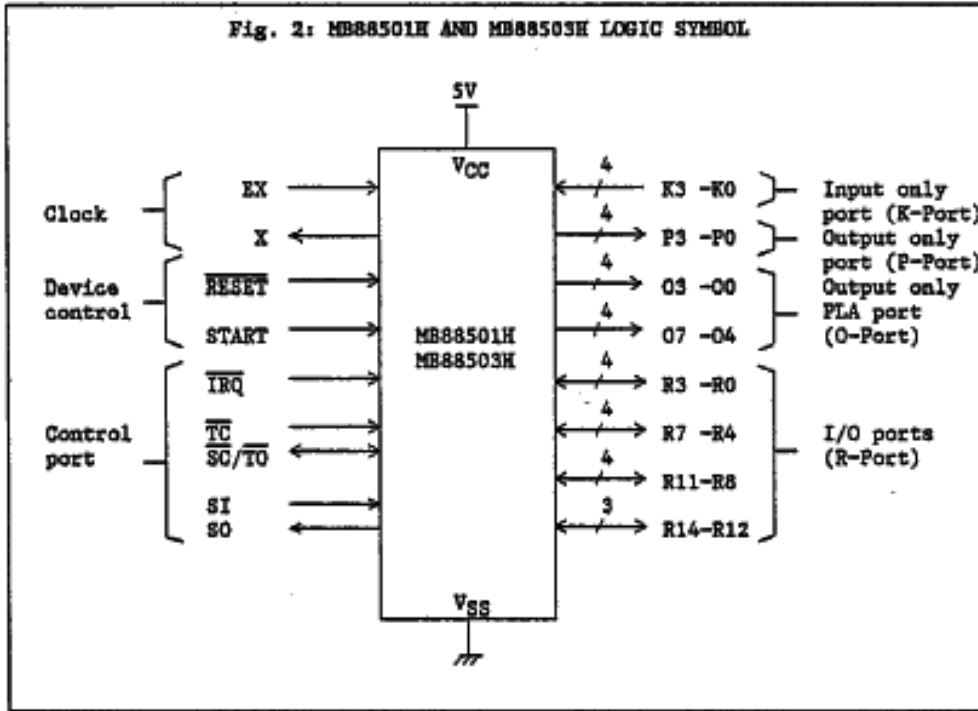 Fig. 2: MB88501H AND MB88503H LOGIC SYMBOL
5V
VCC
Clock
EX
X
Device
control
RESET
START
Control
port
IRQ
TC
SC/TO
SI
SO
MB88501H
MB88503H
4
K3 -K0
Input only
port (K-Port)
4
P3 -P0
Output only
port (P-Port)
4
O3 -O0
4
O7 -O4
Output only
PLA port
(O-Port)
4
R3 -R0
4
R7 -R4
4
R11-R8
3
R14-R12
I/O ports
(R-Port)
VSS